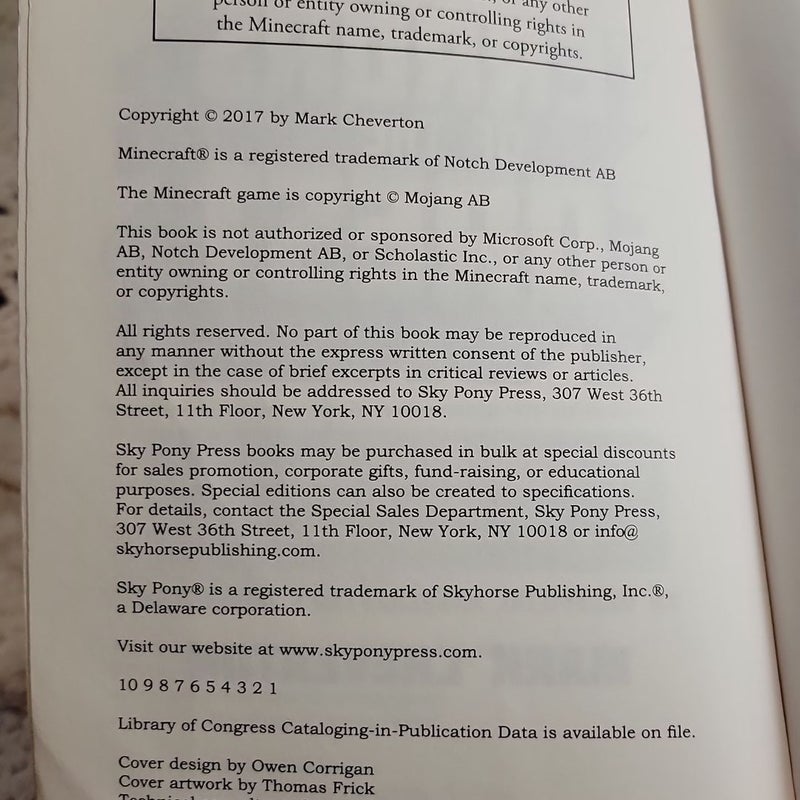 or any other
person or entity owning or controlling rights in
the Minecraft name, trademark, or copyrights.
Copyright © 2017 by Mark Cheverton
Minecraft® is a registered trademark of Notch Development AB
The Minecraft game is copyright © Mojang AB
This book is not authorized or sponsored by Microsoft Corp., Mojang
AB, Notch Development AB, or Scholastic Inc., or any other person or
entity owning or controlling rights in the Minecraft name, trademark,
or copyrights.
All rights reserved. No part of this book may be reproduced in
any manner without the express written consent of the publisher,
except in the case of brief excerpts in critical reviews or articles.
All inquiries should be addressed to Sky Pony Press, 307 West 36th
Street, 11th Floor, New York, NY 10018.
Sky Pony Press books may be purchased in bulk at special discounts
for sales promotion, corporate gifts, fund-raising, or educational
purposes. Special editions can also be created to specifications.
For details, contact the Special Sales Department, Sky Pony Press,
307 West 36th Street, 11th Floor, New York, NY 10018 or info@
skyhorsepublishing.com.
Sky Pony® is a registered trademark of Skyhorse Publishing, Inc.®,
a Delaware corporation.
Visit our website at www.skyponypress.com.
10 9 8 7 6 5 4 3 2 1
Library of Congress Cataloging-in-Publication Data is available on file.
Cover design by Owen Corrigan
Cover artwork by Thomas Frick